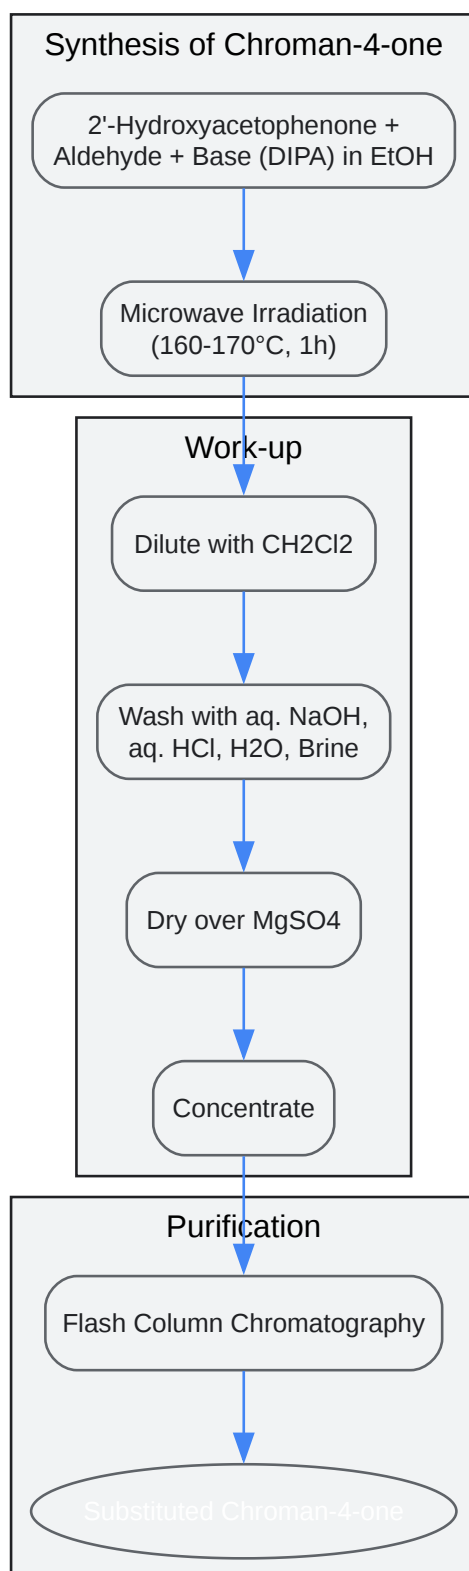 Synthesis of Chroman-4-one
2'-Hydroxyacetophenone +
Aldehyde + Base (DIPA) in EtOH
Microwave Irradiation
(160-170°C, 1h)
Work-up
Dilute with CH2Cl2
Wash with aq. NaOH,
aq. HCl, H2O, Brine
Dry over MgSO4
Concentrate
Purification
Flash Column Chromatography
Substituted Chroman-4-one